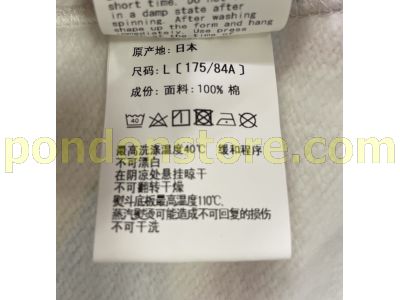 short time. Do not
in a damp state after
spinning. After washing
shape up the form and hang
immediately. Use press
原产地: 日本
尺码: L [175/84A]
成份: 面料: 100% 棉
40
pondonstore.com
最高洗涤温度40℃ 缓和程序
不可漂白
在阴凉处悬挂晾干
不可翻转干燥
熨斗底板最高温度110℃,
蒸汽熨烫可能造成不可回复的损伤
不可干洗